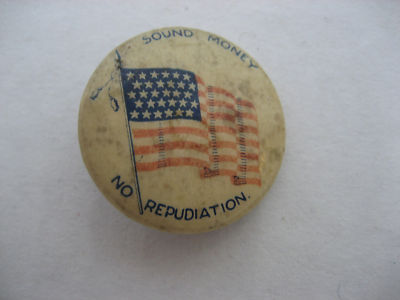 SOUND MONEY
NO REPUDIATION.